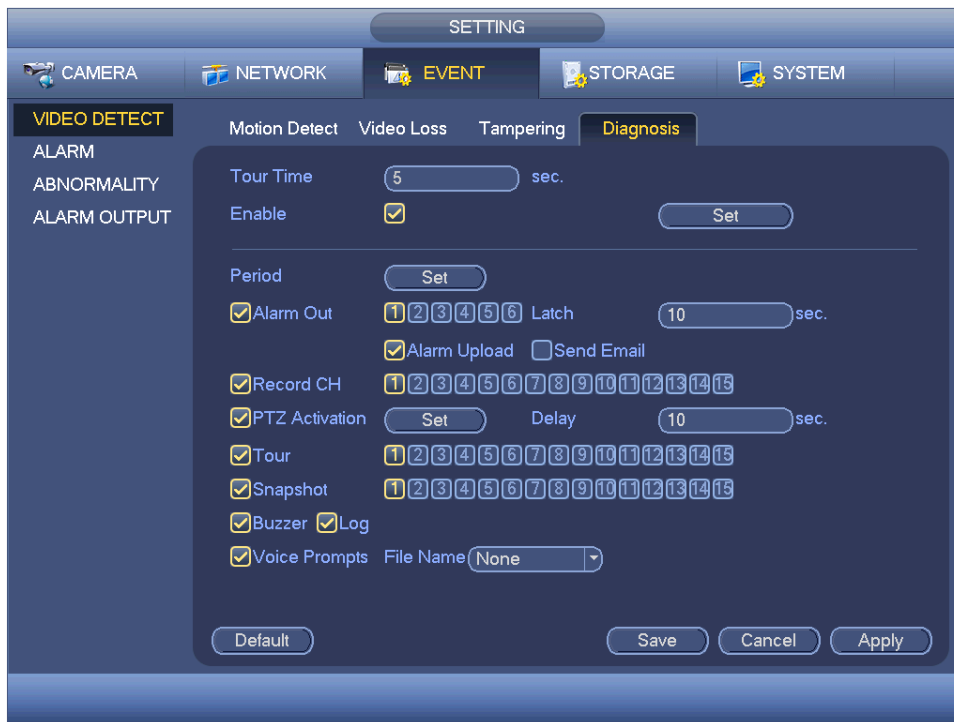 SETTING
CAMERA NETWORK EVENT STORAGE SYSTEM
VIDEO DETECT
ALARM
ABNORMALITY
ALARM OUTPUT
Motion Detect Video Loss Tampering Diagnosis
Tour Time 5 sec.
Enable Set
Period Set
Alarm Out 1 2 3 4 5 6 Latch 10 sec.
Alarm Upload Send Email
Record CH 1 2 3 4 5 6 7 8 9 10 11 12 13 14 15
PTZ Activation Set Delay 10 sec.
Tour 1 2 3 4 5 6 7 8 9 10 11 12 13 14 15
Snapshot 1 2 3 4 5 6 7 8 9 10 11 12 13 14 15
Buzzer Log
Voice Prompts File Name None
Default Save Cancel Apply